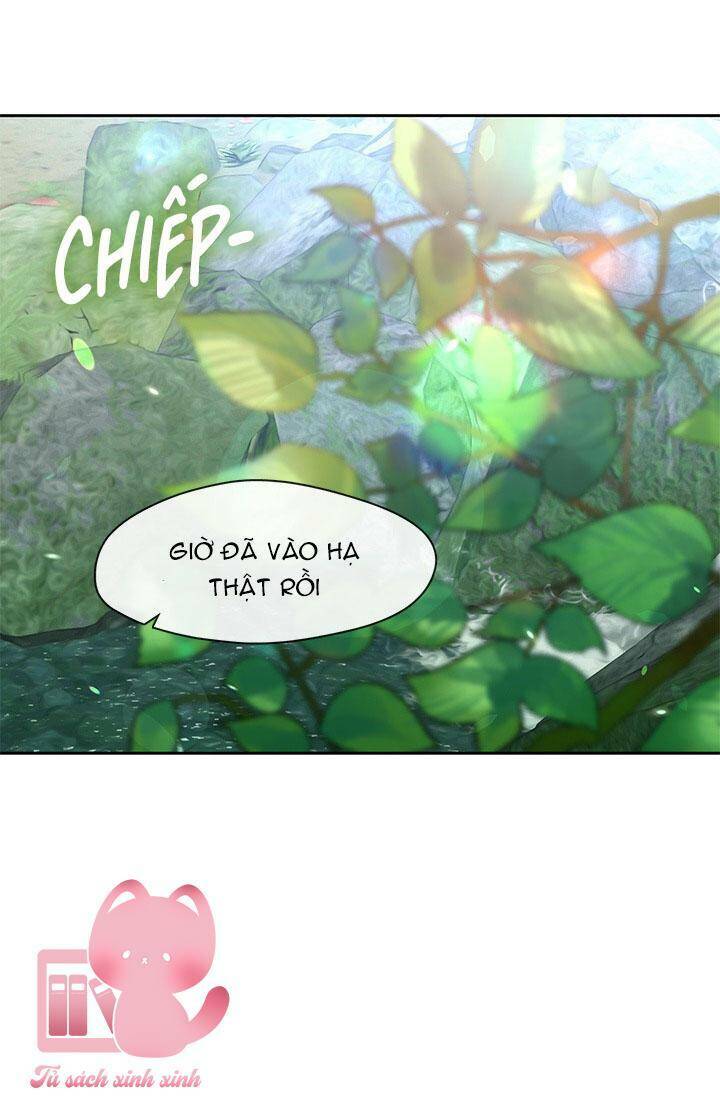 CHIẾP-
GIỜ ĐÃ VÀO HẠ
THẬT RỒI
Tủ sách xinh xinh